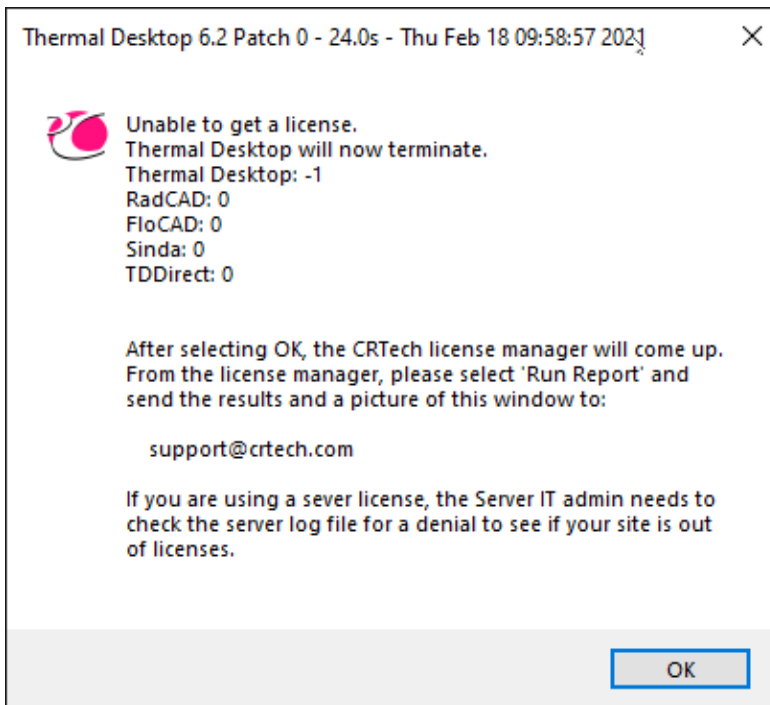 Thermal Desktop 6.2 Patch 0 - 24.0s - Thu Feb 18 09:58:57 2021
Unable to get a license.
Thermal Desktop will now terminate.
Thermal Desktop: -1
RadCAD: 0
FloCAD: 0
Sinda: 0
TDDirect: 0
After selecting OK, the CRTech license manager will come up.
From the license manager, please select 'Run Report' and
send the results and a picture of this window to:
support@crtech.com
If you are using a sever license, the Server IT admin needs to
check the server log file for a denial to see if your site is out
of licenses.
OK